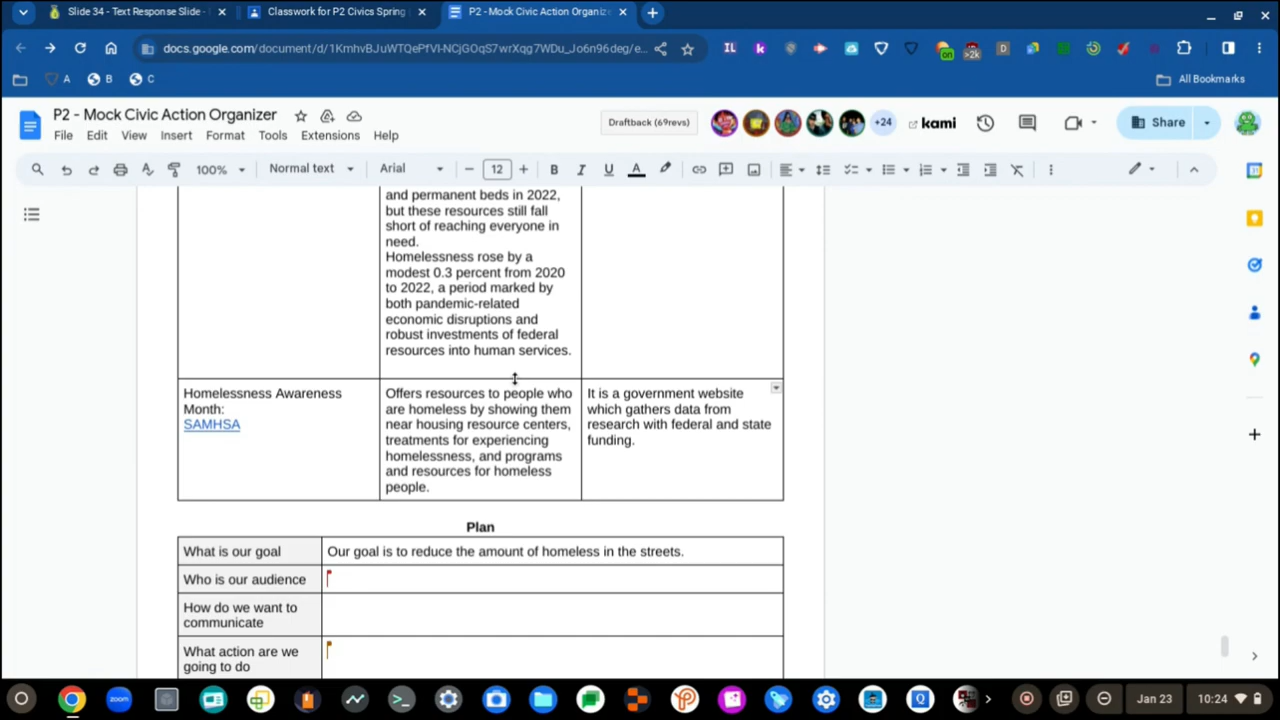 Slide 34 - Text Response Slide -
Classwork for P2 Civics Spring
P2 - Mock Civic Action Organize
docs.google.com/document/d/1KmhvBJuWTQePfVI-NCjGOqS7wrXqg7WDu_Jo6n96deg/e...
A B C All Bookmarks
P2 - Mock Civic Action Organizer
Draftback (69revs) +24 kami Share
File Edit View Insert Format Tools Extensions Help
100% Normal text Arial 12 B I U A
and permanent beds in 2022,
but these resources still fall
short of reaching everyone in
need.
Homelessness rose by a
modest 0.3 percent from 2020
to 2022, a period marked by
both pandemic-related
economic disruptions and
robust investments of federal
resources into human services.
Homelessness Awareness
Month:
SAMHSA
Offers resources to people who
are homeless by showing them
near housing resource centers,
treatments for experiencing
homelessness, and programs
and resources for homeless
people.
It is a government website
which gathers data from
research with federal and state
funding.
Plan
What is our goal
Our goal is to reduce the amount of homeless in the streets.
Who is our audience
How do we want to
communicate
What action are we
going to do
zoom
Jan 23 10:24